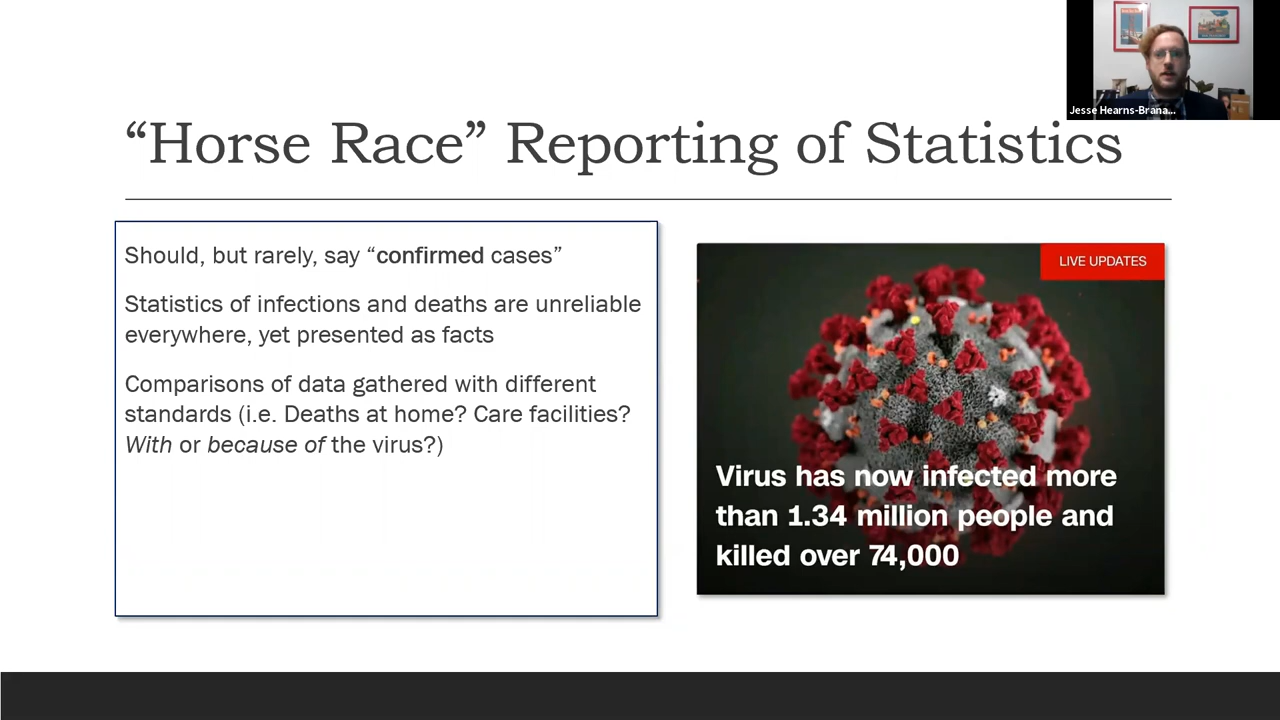 Jesse Hearns-Brana...
“Horse Race” Reporting of Statistics
Should, but rarely, say “confirmed cases”
Statistics of infections and deaths are unreliable
everywhere, yet presented as facts
Comparisons of data gathered with different
standards (i.e. Deaths at home? Care facilities?
With or because of the virus?)
LIVE UPDATES
Virus has now infected more
than 1.34 million people and
killed over 74,000